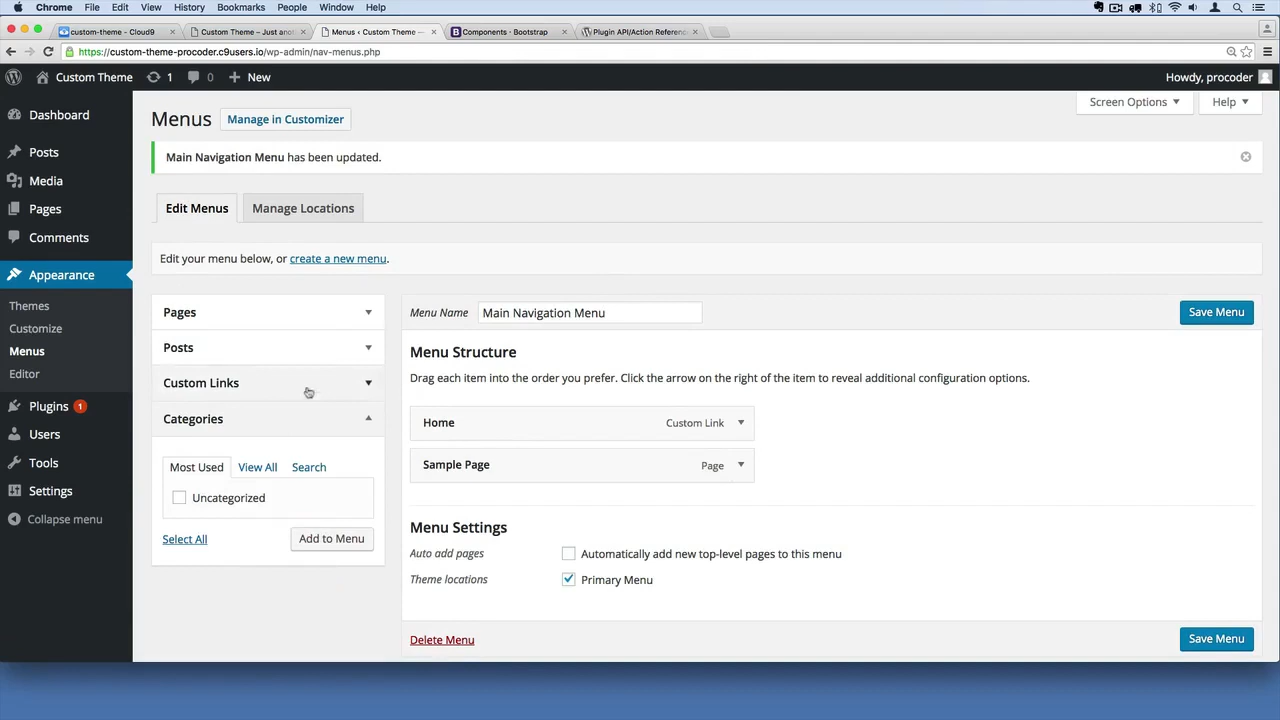 Chrome File Edit View History Bookmarks People Window Help
custom-theme - Cloud9
Custom Theme – Just anot
Menus ‹ Custom Theme —
Components · Bootstrap
Plugin API/Action Referenc
https://custom-theme-procoder.c9users.io/wp-admin/nav-menus.php
Custom Theme 1 0 New Howdy, procoder
Screen Options Help
Menus Manage in Customizer
Main Navigation Menu has been updated.
Edit Menus Manage Locations
Edit your menu below, or create a new menu.
Dashboard
Posts
Media
Pages
Comments
Appearance
Themes
Customize
Menus
Editor
Plugins 1
Users
Tools
Settings
Collapse menu
Pages
Posts
Custom Links
Categories
Most Used View All Search
Uncategorized
Select All Add to Menu
Menu Name Main Navigation Menu Save Menu
Menu Structure
Drag each item into the order you prefer. Click the arrow on the right of the item to reveal additional configuration options.
Home Custom Link
Sample Page Page
Menu Settings
Auto add pages Automatically add new top-level pages to this menu
Theme locations Primary Menu
Delete Menu Save Menu